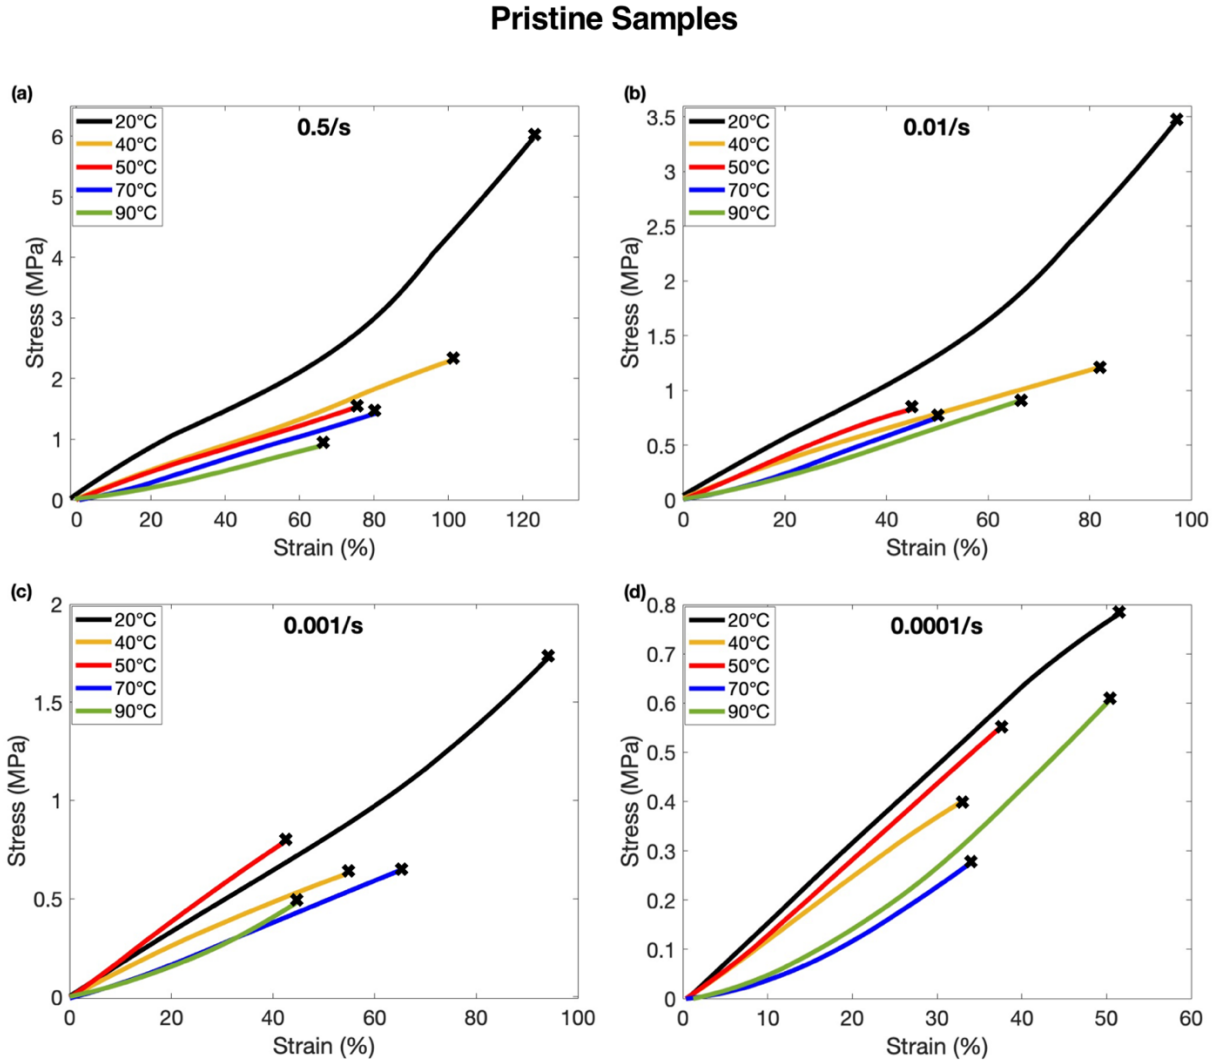 Pristine Samples
(a)
0.5/s
20°C
40°C
50°C
70°C
90°C
6
5
4
3
2
1
0
Stress (MPa)
0 20 40 60 80 100 120
Strain (%)
(b)
0.01/s
20°C
40°C
50°C
70°C
90°C
3.5
3
2.5
2
1.5
1
0.5
0
Stress (MPa)
0 20 40 60 80 100
Strain (%)
(c)
0.001/s
20°C
40°C
50°C
70°C
90°C
2
1.5
1
0.5
0
Stress (MPa)
0 20 40 60 80 100
Strain (%)
(d)
0.0001/s
20°C
40°C
50°C
70°C
90°C
0.8
0.7
0.6
0.5
0.4
0.3
0.2
0.1
0
Stress (MPa)
0 10 20 30 40 50 60
Strain (%)